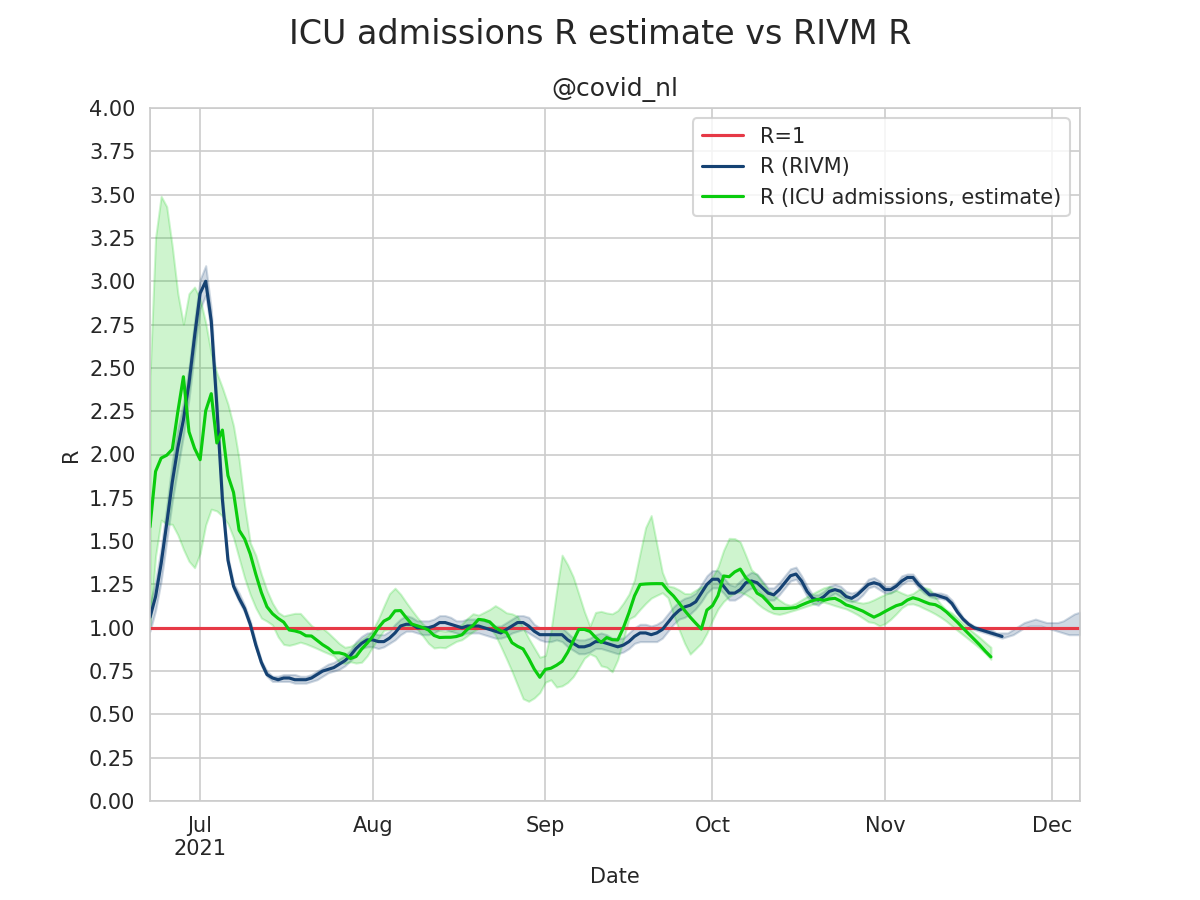 ICU admissions R estimate vs RIVM R
@covid_nl
R=1
R (RIVM)
R (ICU admissions, estimate)
4.00
3.75
3.50
3.25
3.00
2.75
2.50
2.25
2.00
1.75
1.50
1.25
1.00
0.75
0.50
0.25
0.00
R
Jul Aug Sep Oct Nov Dec
2021
Date